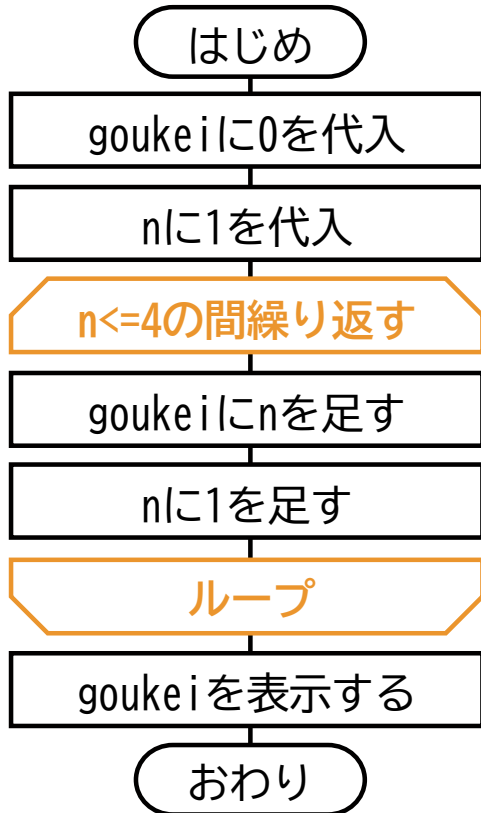 はじめ
goukeiに0を代入
nに1を代入
n<=4の間繰り返す
goukeiにnを足す
nに1を足す
ループ
goukeiを表示する
おわり